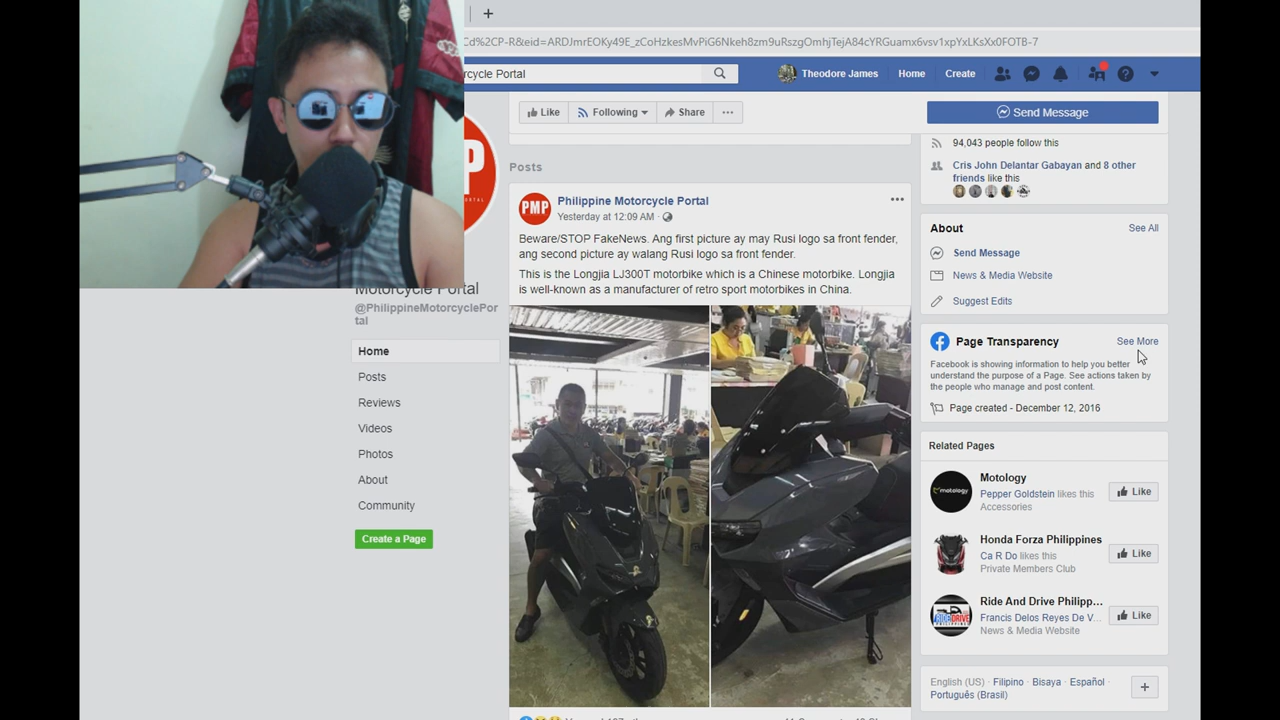 Cd%2CP-R&eid=ARDJmrEOKy49E_zCoHzkesMvPiG6Nkeh8zm9uRszgOmhjTejA84cYRGuamx6vsv1xpYxLKsXx0FOTB-7
rcycle Portal
Theodore James
Home
Create
Like
Following
Share
Send Message
Motorcycle Portal
@PhilippineMotorcyclePor
tal
Home
Posts
Reviews
Videos
Photos
About
Community
Create a Page
Posts
PMP
Philippine Motorcycle Portal
Yesterday at 12:09 AM
Beware/STOP FakeNews. Ang first picture ay may Rusi logo sa front fender,
ang second picture ay walang Rusi logo sa front fender.
This is the Longjia LJ300T motorbike which is a Chinese motorbike. Longjia
is well-known as a manufacturer of retro sport motorbikes in China.
94,043 people follow this
Cris John Delantar Gabayan and 8 other
friends like this
About
See All
Send Message
News & Media Website
Suggest Edits
Page Transparency
See More
Facebook is showing information to help you better
understand the purpose of a Page. See actions taken by
the people who manage and post content.
Page created - December 12, 2016
Related Pages
motology
Motology
Pepper Goldstein likes this
Accessories
Like
Honda Forza Philippines
Ca R Do likes this
Private Members Club
Like
RIDE DRIVE
Ride And Drive Philipp...
Francis Delos Reyes De V...
News & Media Website
Like
English (US) · Filipino · Bisaya · Español ·
Português (Brasil)